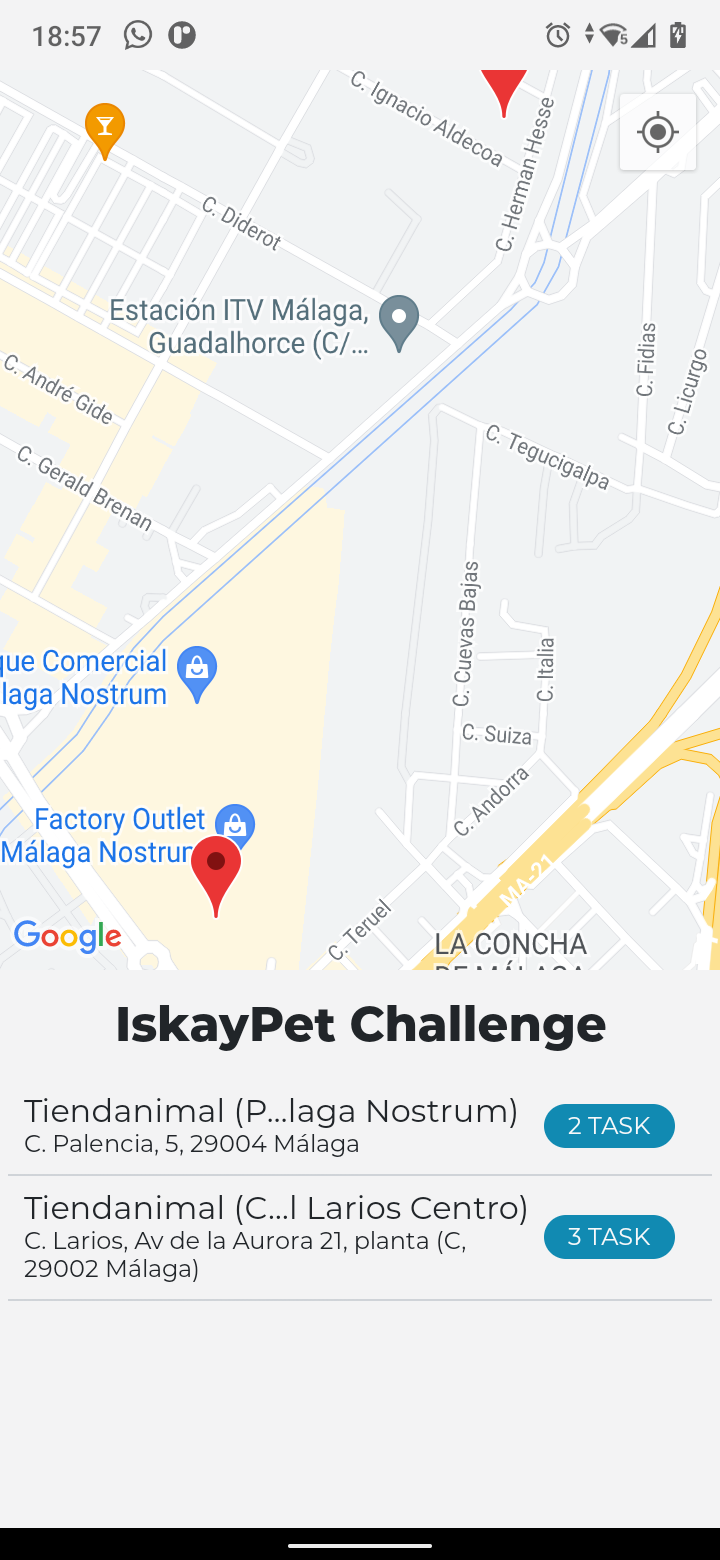 18:57
5
C. Ignacio Aldecoa
C. Herman Hesse
C. Diderot
Estación ITV Málaga,
Guadalhorce (C/...
C. Fidias
C. Licurgo
C. André Gide
C. Tegucigalpa
C. Gerald Brenan
C. Cuevas Bajas
C. Italia
que Comercial
laga Nostrum
C. Suiza
C. Andorra
Factory Outlet
Málaga Nostrum
MA-21
C. Teruel
Google
LA CONCHA
DE MÁLAGA
IskayPet Challenge
Tiendanimal (P...laga Nostrum)
C. Palencia, 5, 29004 Málaga
2 TASK
Tiendanimal (C...l Larios Centro)
C. Larios, Av de la Aurora 21, planta (C,
29002 Málaga)
3 TASK